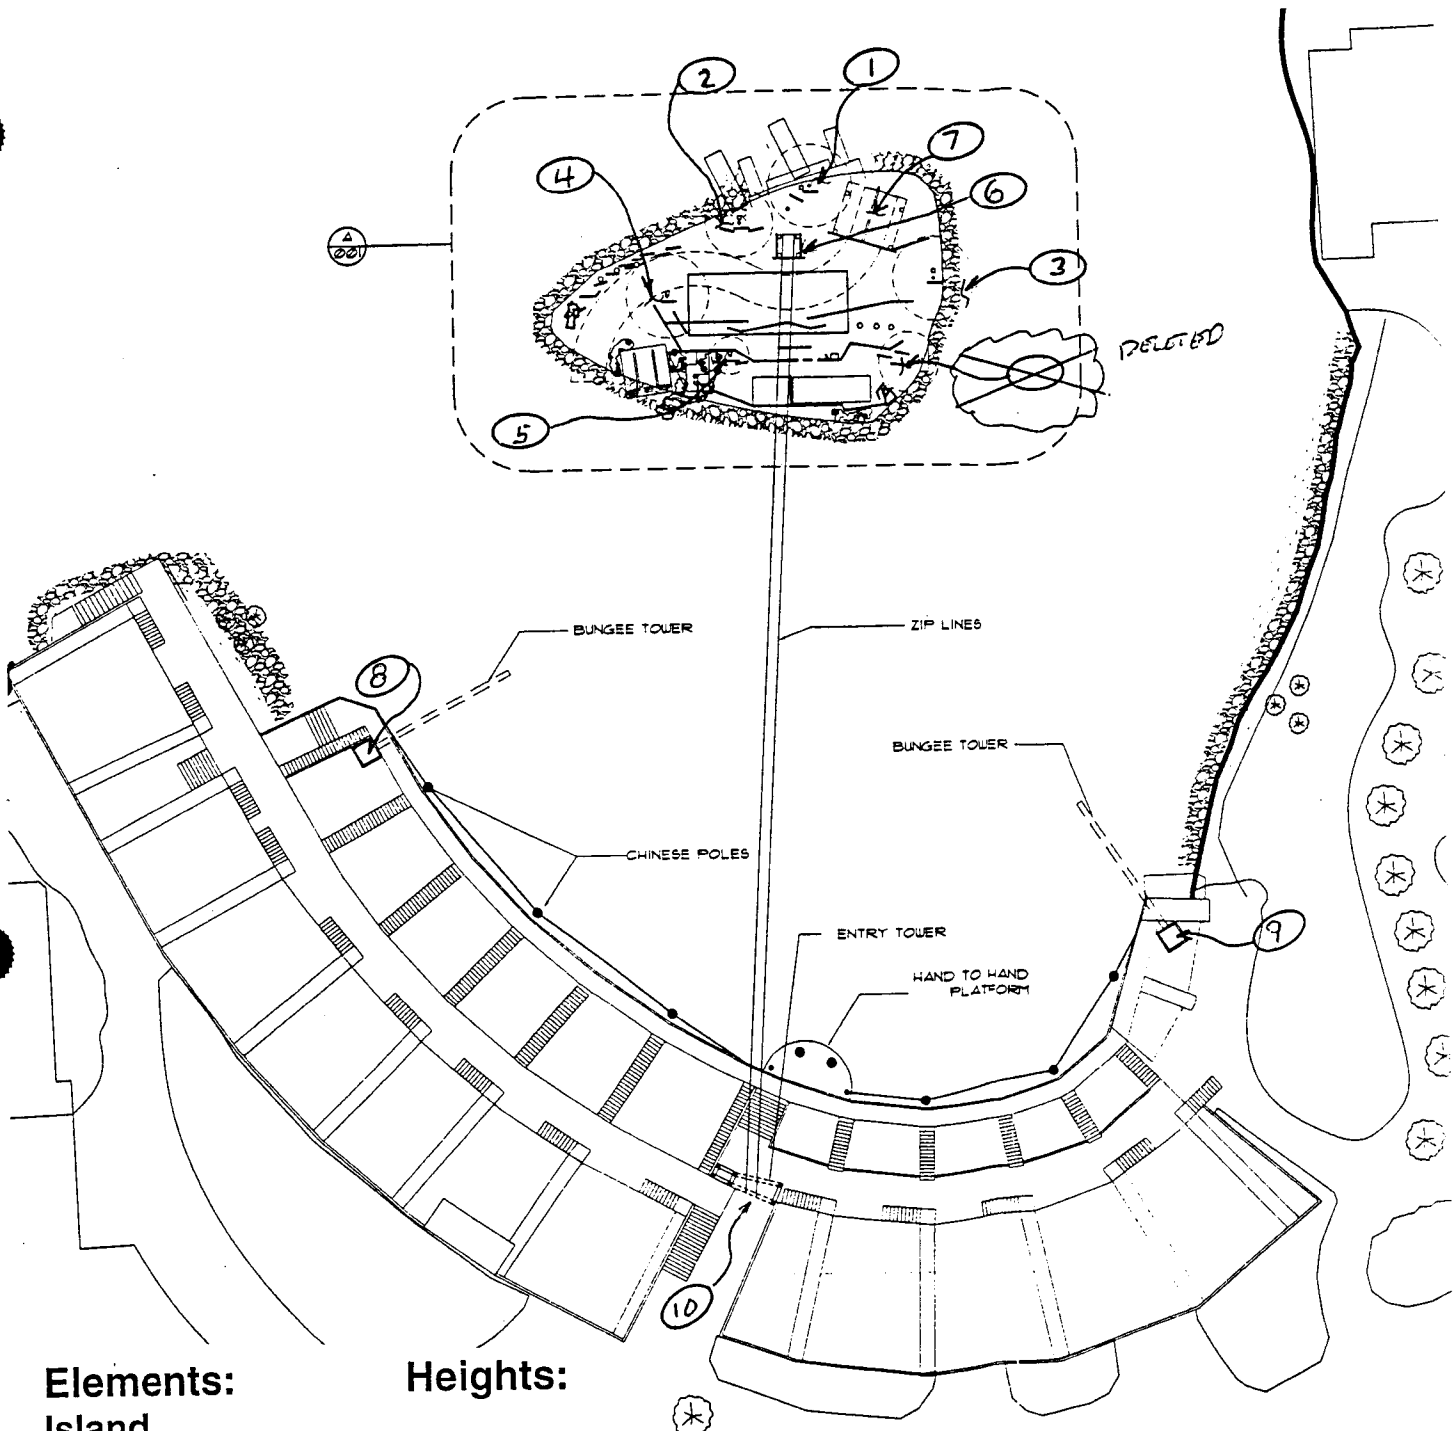 2
1
7
4
6
3
DELETED
5
BUNGEE TOWER
ZIP LINES
8
BUNGEE TOWER
CHINESE POLES
ENTRY TOWER
9
HAND TO HAND
PLATFORM
10
Elements:
Heights:
Island